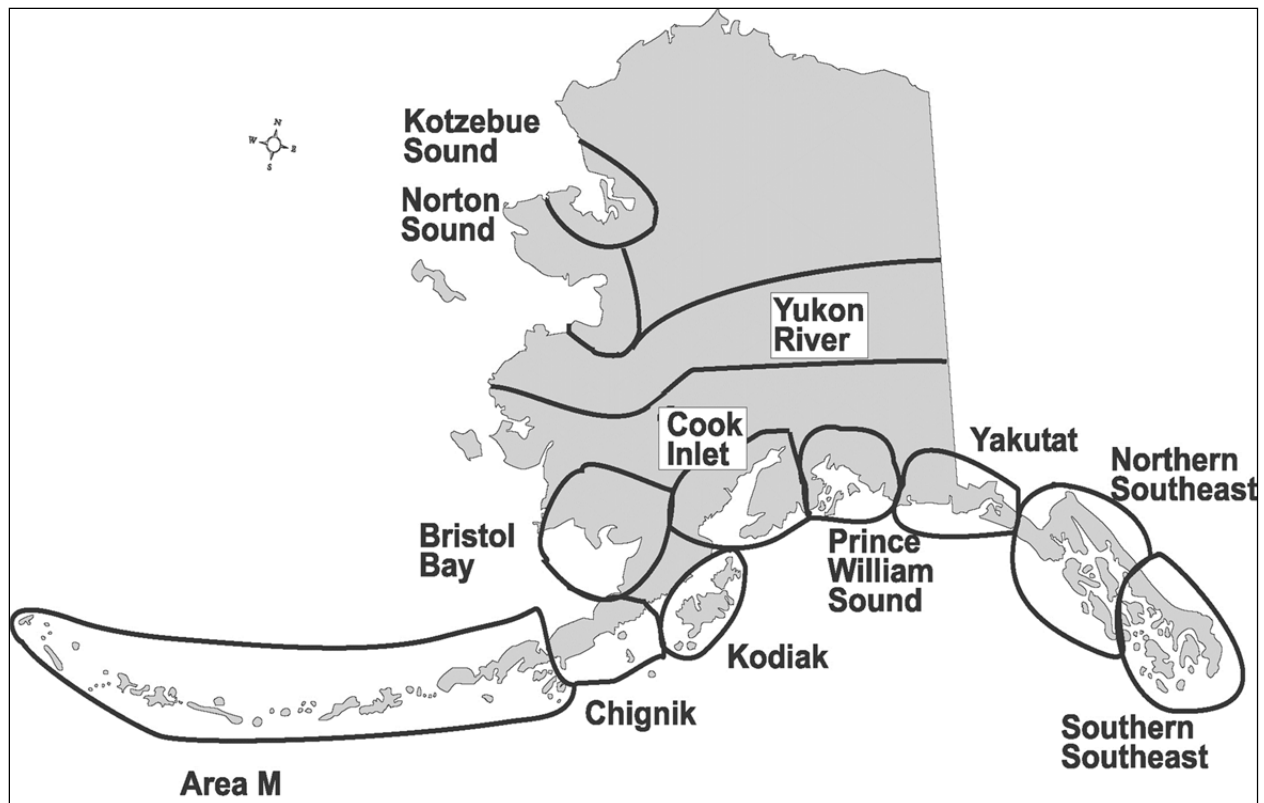 N
W
E
S
Kotzebue
Sound
Norton
Sound
Yukon
River
Cook
Inlet
Yakutat
Northern
Southeast
Bristol
Bay
Prince
William
Sound
Kodiak
Chignik
Southern
Southeast
Area M